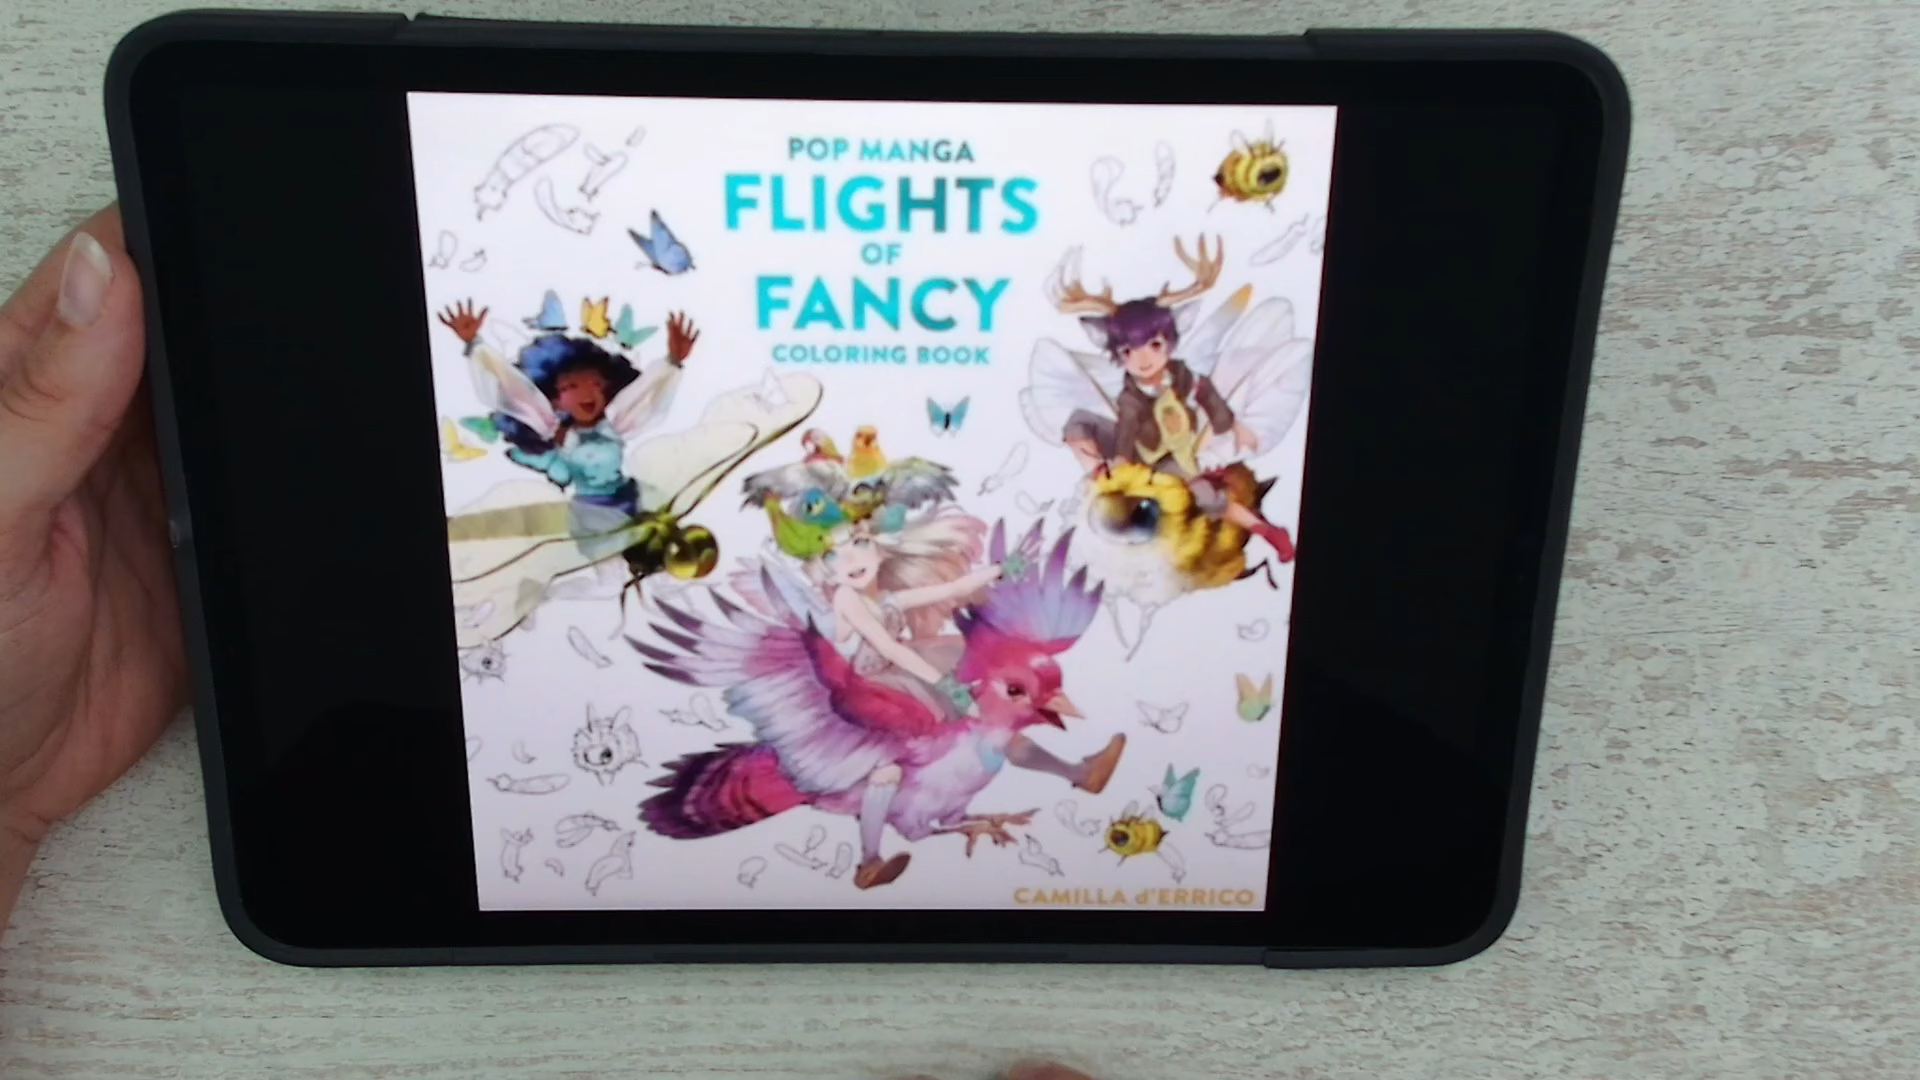 POP MANGA
FLIGHTS
OF
FANCY
COLORING BOOK
CAMILLA d'ERRICO